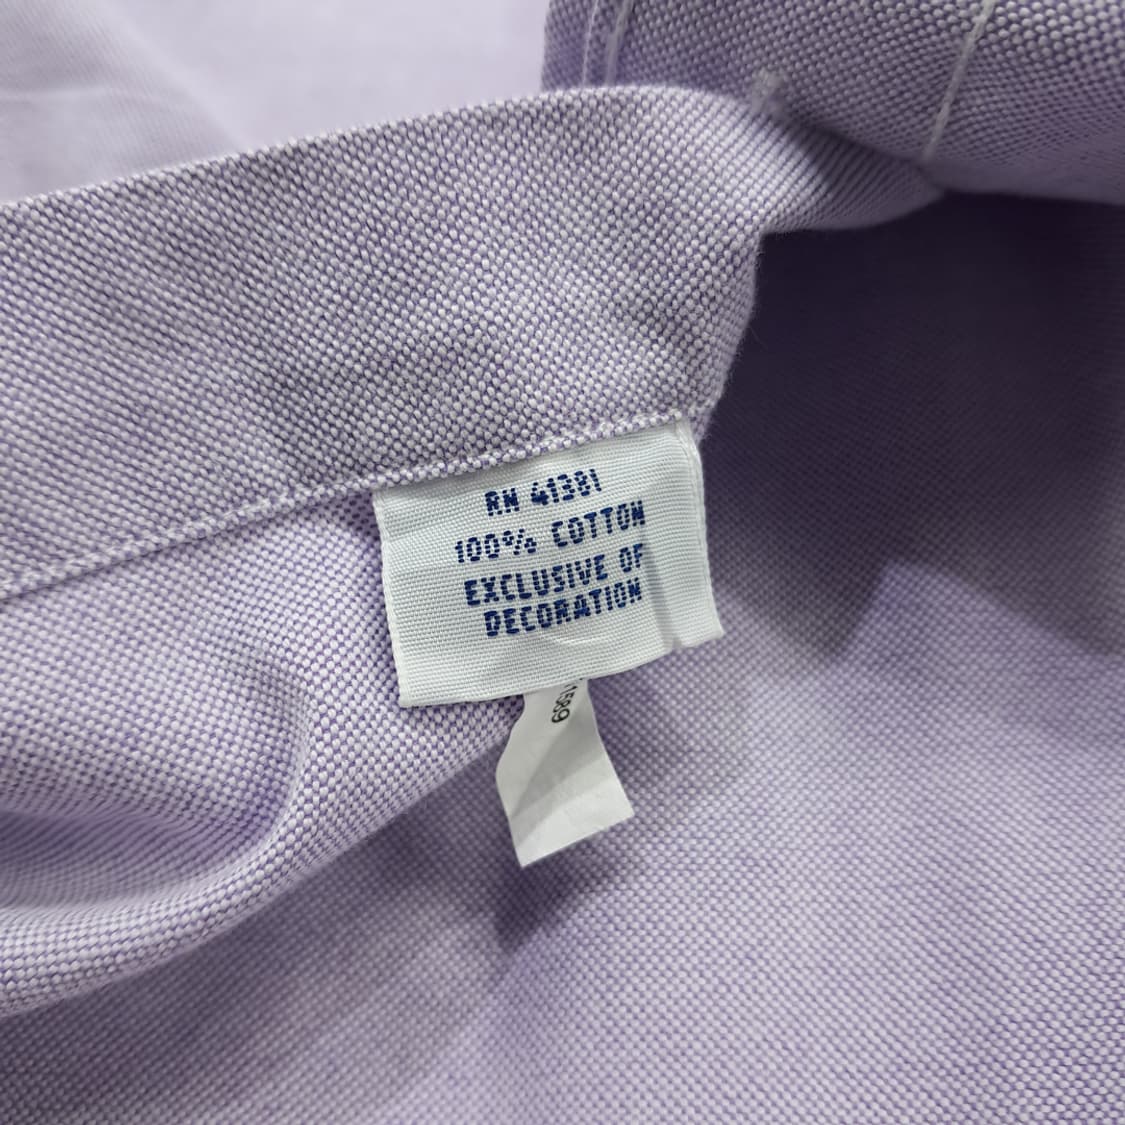 RN 41381
100% COTTON
EXCLUSIVE OF
DECORATION